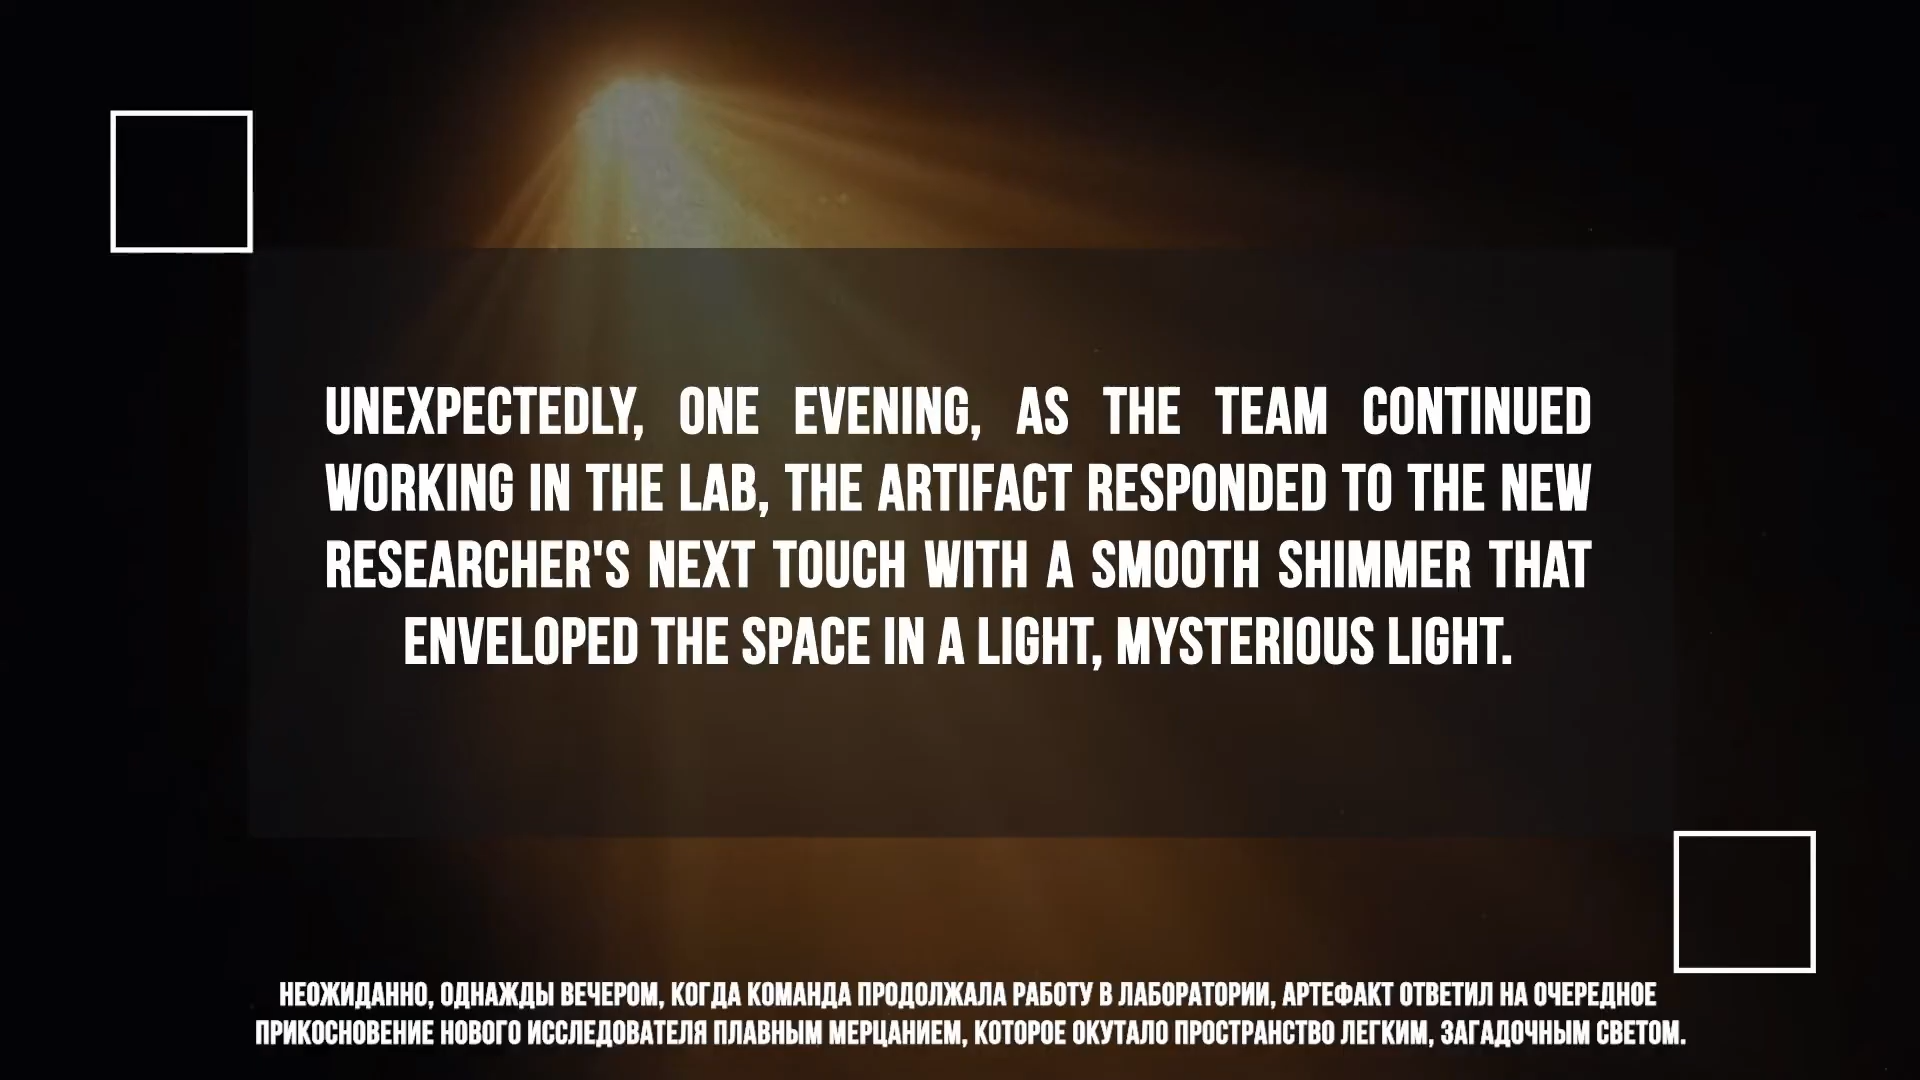 UNEXPECTEDLY, ONE EVENING, AS THE TEAM CONTINUED
WORKING IN THE LAB, THE ARTIFACT RESPONDED TO THE NEW
RESEARCHER'S NEXT TOUCH WITH A SMOOTH SHIMMER THAT
ENVELOPED THE SPACE IN A LIGHT, MYSTERIOUS LIGHT.
НЕОЖИДАННО, ОДНАЖДЫ ВЕЧЕРОМ, КОГДА КОМАНДА ПРОДОЛЖАЛА РАБОТУ В ЛАБОРАТОРИИ, АРТЕФАКТ ОТВЕТИЛ НА ОЧЕРЕДНОЕ
ПРИКОСНОВЕНИЕ НОВОГО ИССЛЕДОВАТЕЛЯ ПЛАВНЫМ МЕРЦАНИЕМ, КОТОРОЕ ОКУТАЛО ПРОСТРАНСТВО ЛЕГКИМ, ЗАГАДОЧНЫМ СВЕТОМ.